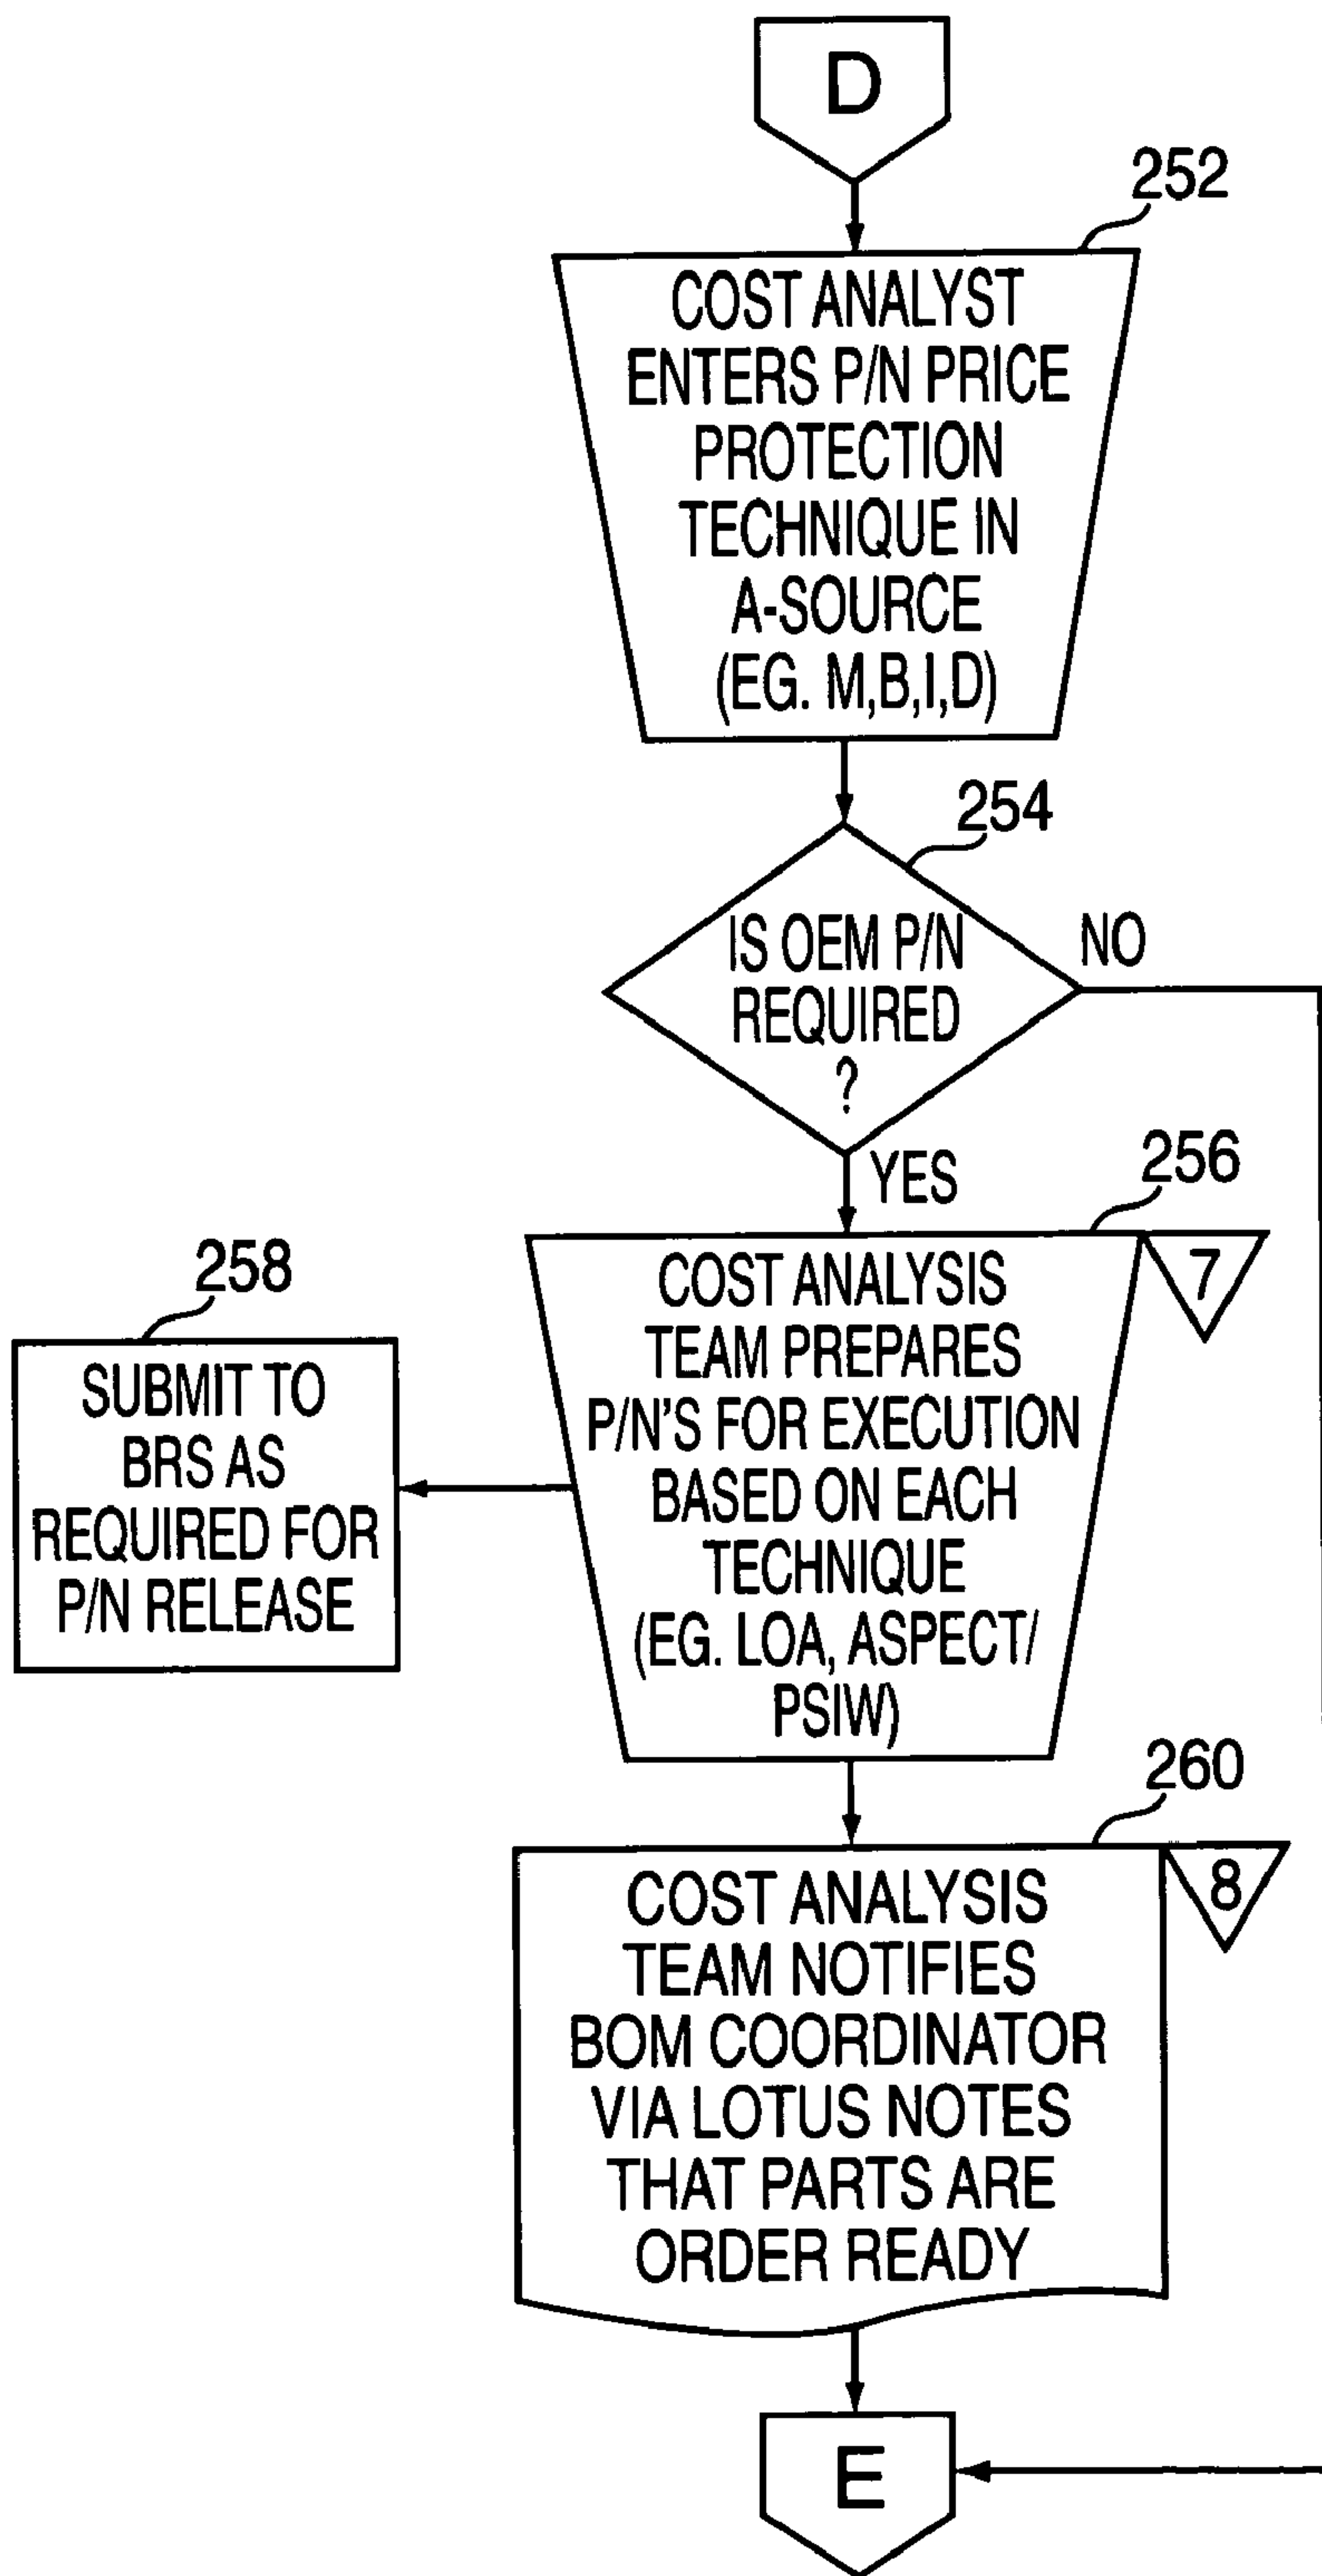 D
252
COST ANALYST
ENTERS P/N PRICE
PROTECTION
TECHNIQUE IN
A-SOURCE
(EG. M,B,I,D)
254
IS OEM P/N
REQUIRED
?
NO
YES
256
7
COST ANALYSIS
TEAM PREPARES
P/N'S FOR EXECUTION
BASED ON EACH
TECHNIQUE
(EG. LOA, ASPECT/
PSIW)
258
SUBMIT TO
BRS AS
REQUIRED FOR
P/N RELEASE
260
8
COST ANALYSIS
TEAM NOTIFIES
BOM COORDINATOR
VIA LOTUS NOTES
THAT PARTS ARE
ORDER READY
E